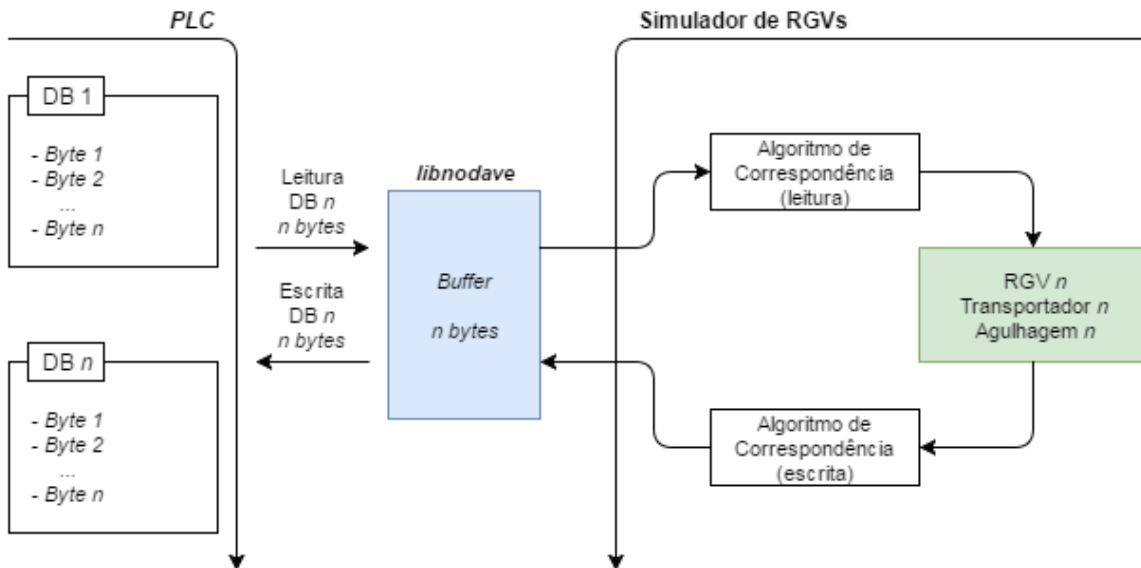 PLC
Simulador de RGVs
DB 1
- Byte 1
- Byte 2
...
- Byte n
Leitura
DB n
n bytes
Escrita
DB n
n bytes
DB n
- Byte 1
- Byte 2
...
- Byte n
libnodave
Buffer
n bytes
Algoritmo de
Correspondência
(leitura)
RGV n
Transportador n
Agulhagem n
Algoritmo de
Correspondência
(escrita)